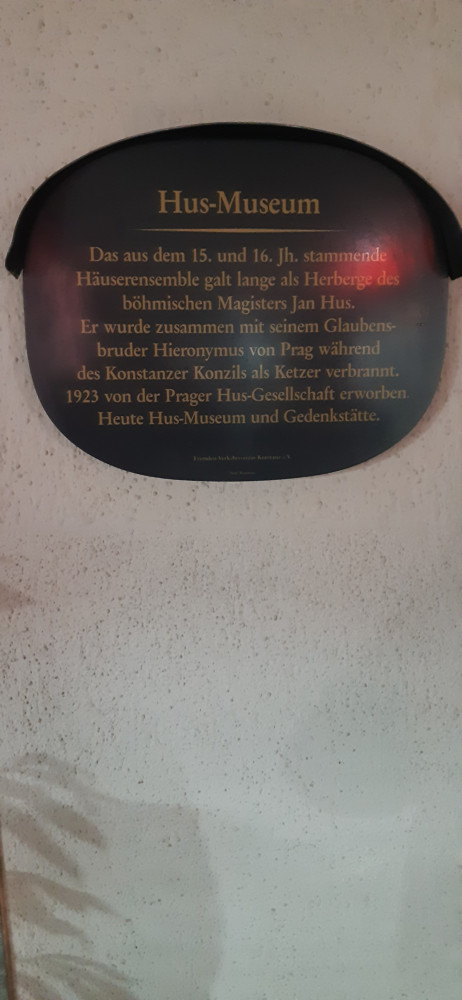 Hus-Museum
Das aus dem 15. und 16. Jh. stammende
Häuserensemble galt lange als Herberge des
böhmischen Magisters Jan Hus.
Er wurde zusammen mit seinem Glaubens-
bruder Hieronymus von Prag während
des Konstanzer Konzils als Ketzer verbrannt.
1923 von der Prager Hus-Gesellschaft erworben.
Heute Hus-Museum und Gedenkstätte.